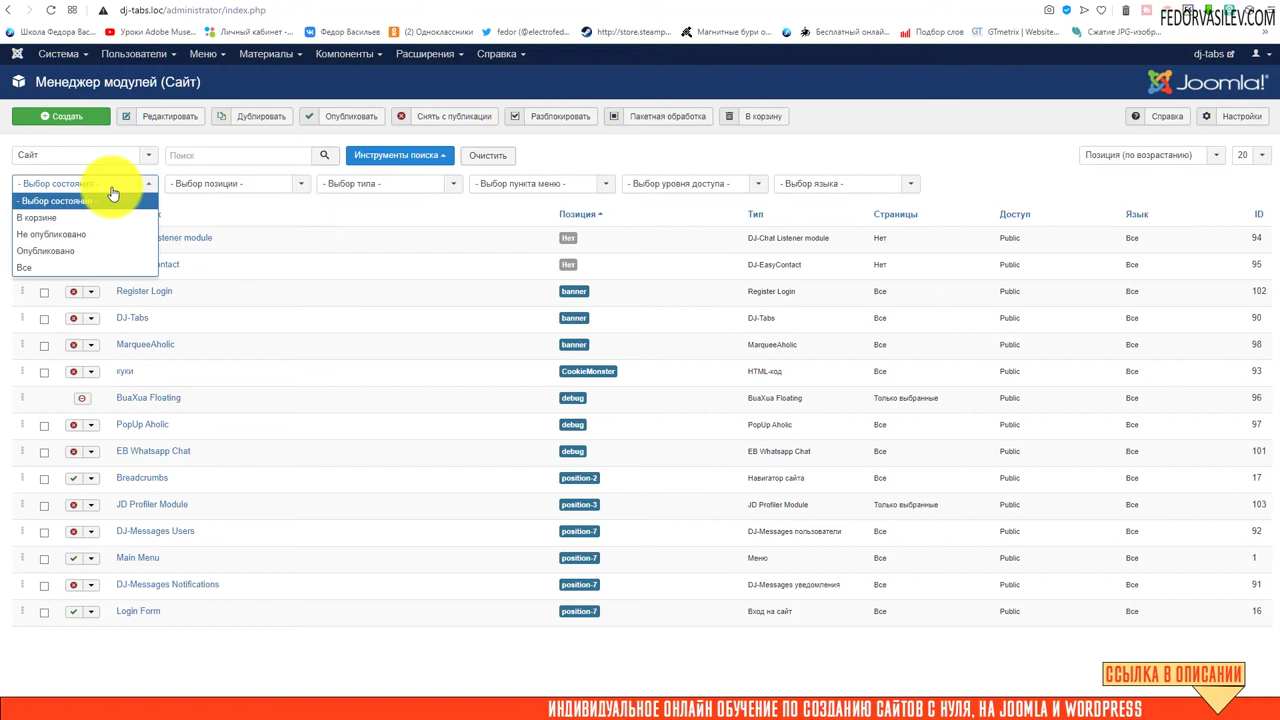 dj-tabs.loc/administrator/index.php
FEDORVASILEV.COM
Школа Федора Вас... Уроки Adobe Muse... Личный кабинет -... Федор Васильев (2) Одноклассники fedor (@electrofed... http://store.steamp... Магнитные бури о... Бесплатный онлай... Подбор слов GTmetrix | Website... Сжатие JPG-изобр...
Система Пользователи Меню Материалы Компоненты Расширения Справка dj-tabs
Менеджер модулей (Сайт) Joomla!
Создать Редактировать Дублировать Опубликовать Снять с публикации Разблокировать Пакетная обработка В корзину Справка Настройки
Сайт Поиск Инструменты поиска Очистить Позиция (по возрастанию) 20
- Выбор состояния - - Выбор позиции - - Выбор типа - - Выбор пункта меню - - Выбор уровня доступа - - Выбор языка -
- Выбор состояния -
В корзине
Не опубликовано
Опубликовано
Все
Позиция Тип Страницы Доступ Язык ID
stener module Нет DJ-Chat Listener module Нет Public Все 94
ntact Нет DJ-EasyContact Нет Public Все 95
Register Login banner Register Login Все Public Все 102
DJ-Tabs banner DJ-Tabs Все Public Все 90
MarqueeAholic banner MarqueeAholic Все Public Все 98
куки CookieMonster HTML-код Все Public Все 93
BuaXua Floating debug BuaXua Floating Только выбранные Public Все 96
PopUp Aholic debug PopUp Aholic Все Public Все 97
EB Whatsapp Chat debug EB Whatsapp Chat Все Public Все 101
Breadcrumbs position-2 Навигатор сайта Все Public Все 17
JD Profiler Module position-3 JD Profiler Module Только выбранные Public Все 103
DJ-Messages Users position-7 DJ-Messages пользователи Все Public Все 92
Main Menu position-7 Меню Все Public Все 1
DJ-Messages Notifications position-7 DJ-Messages уведомления Все Public Все 91
Login Form position-7 Вход на сайт Все Public Все 16
ССЫЛКА В ОПИСАНИИ
ИНДИВИДУАЛЬНОЕ ОНЛАЙН ОБУЧЕНИЕ ПО СОЗДАНИЮ САЙТОВ С НУЛЯ, НА JOOMLA И WORDPRESS